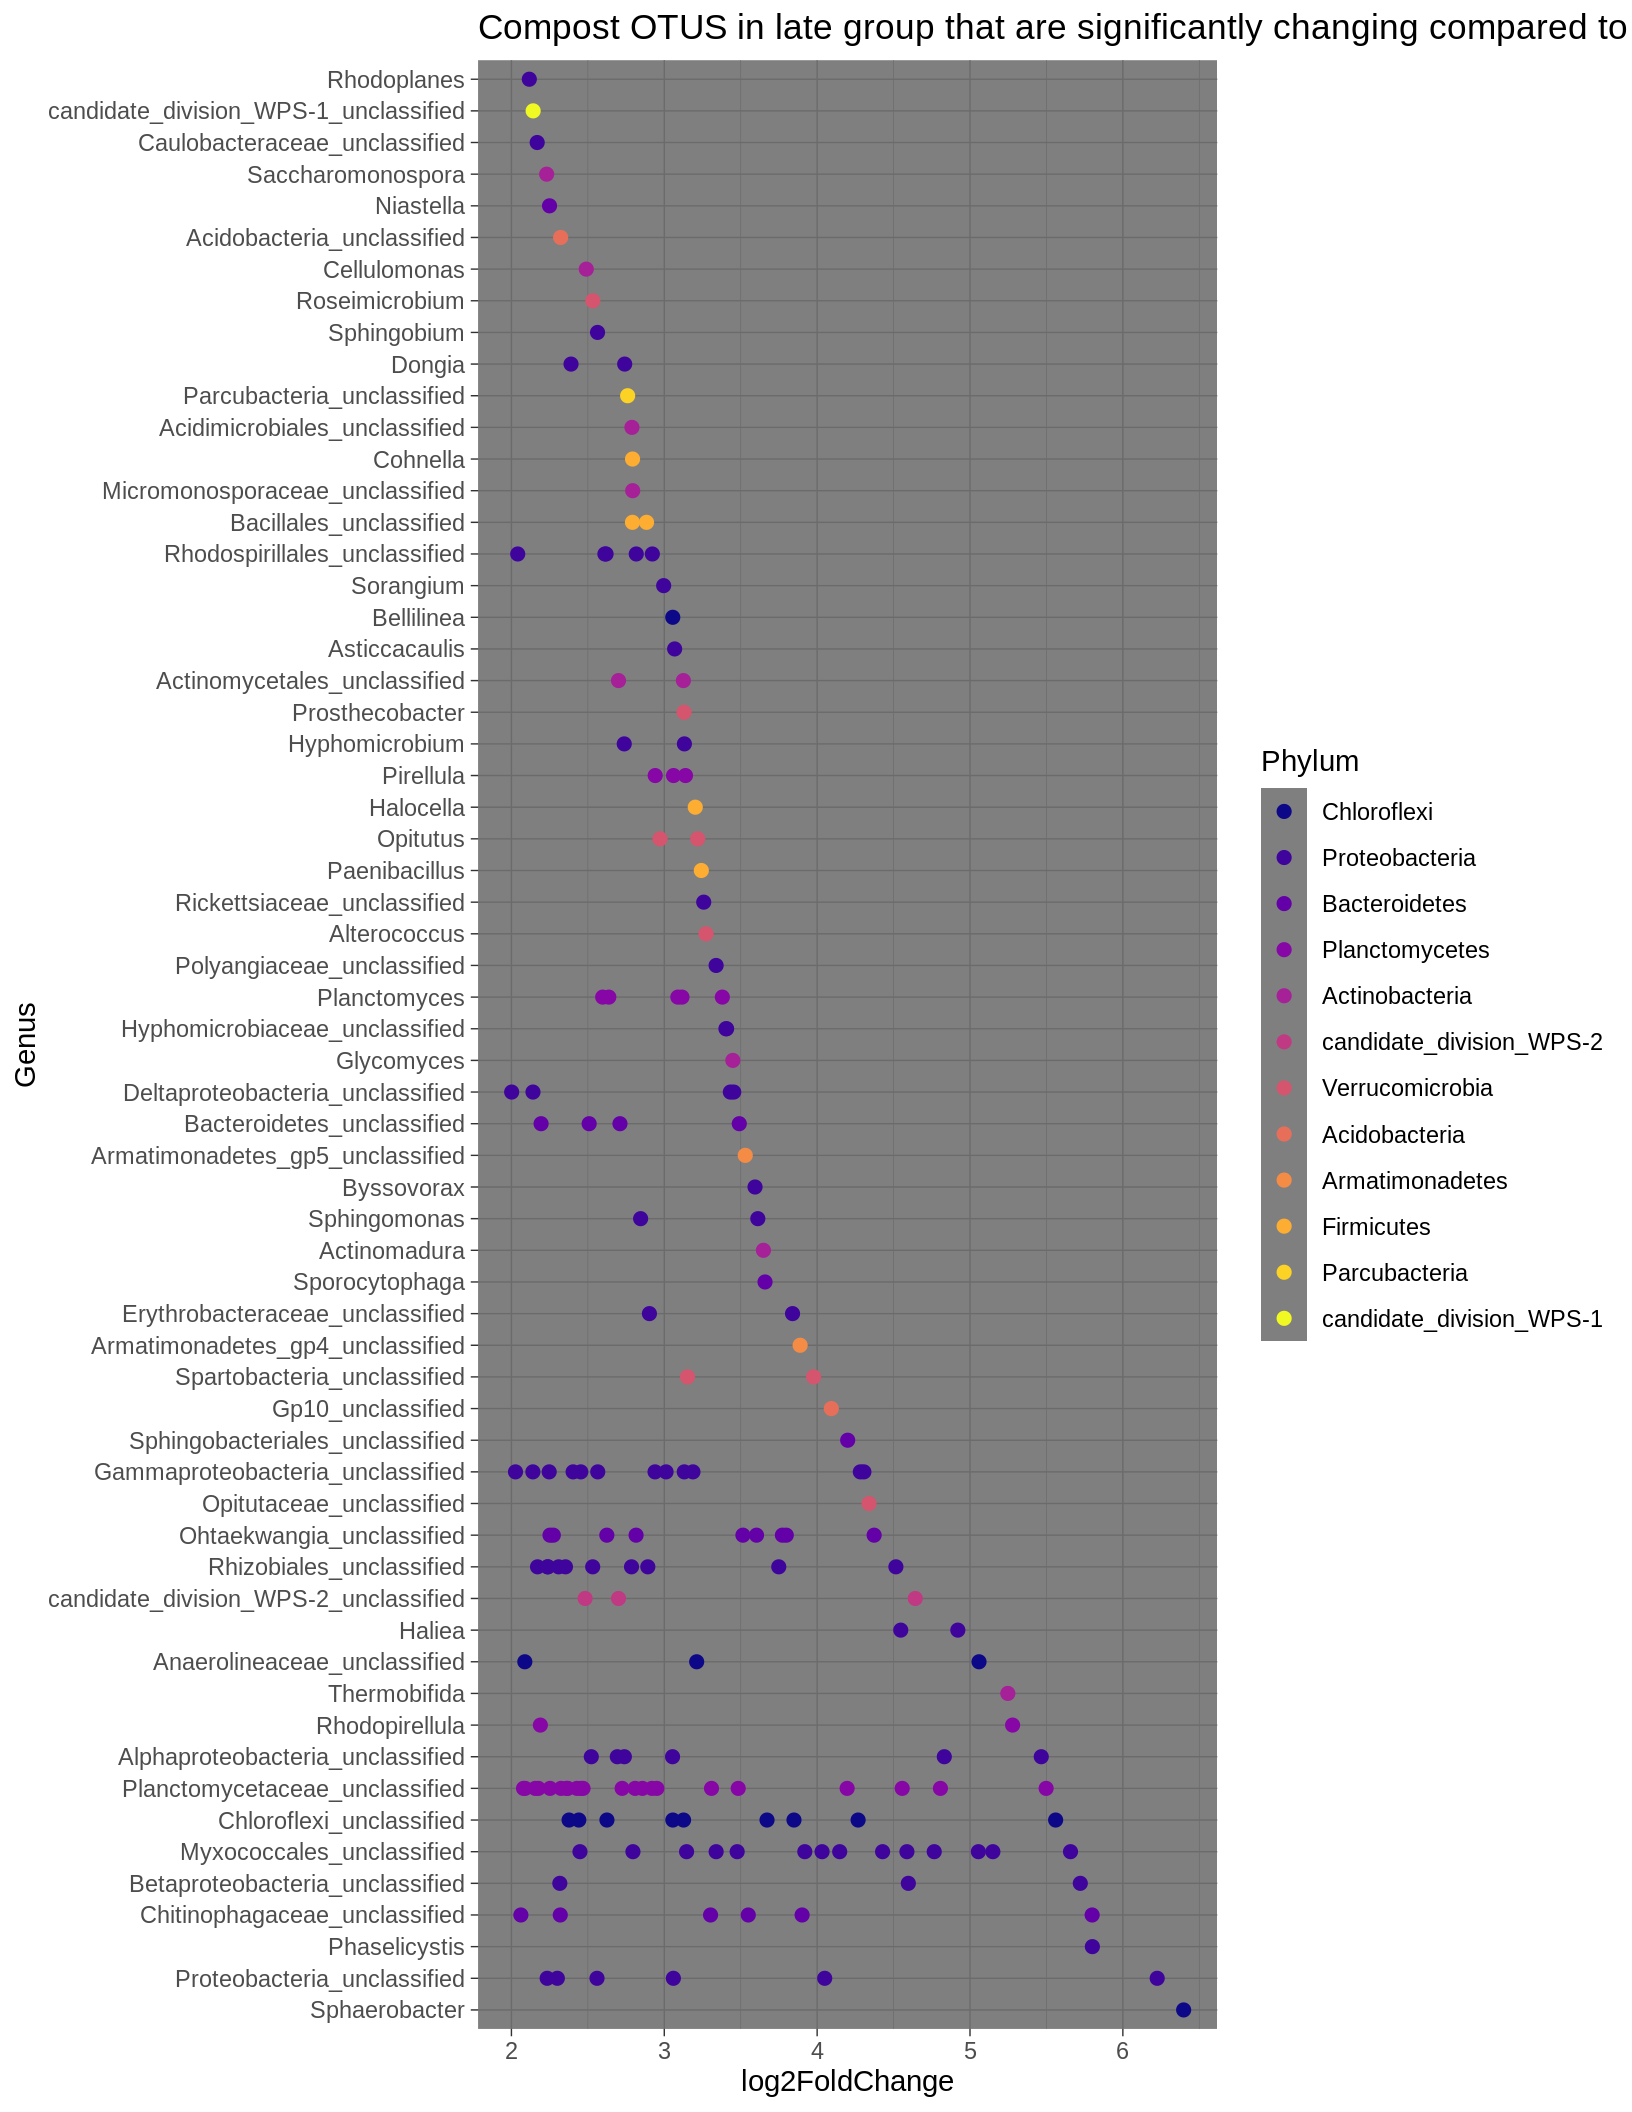 Compost OTUS in late group that are significantly changing compared to
Rhodoplanes
candidate_division_WPS-1_unclassified
Caulobacteraceae_unclassified
Saccharomonospora
Niastella
Acidobacteria_unclassified
Cellulomonas
Roseimicrobium
Sphingobium
Dongia
Parcubacteria_unclassified
Acidimicrobiales_unclassified
Cohnella
Micromonosporaceae_unclassified
Bacillales_unclassified
Rhodospirillales_unclassified
Sorangium
Bellilinea
Asticcacaulis
Actinomycetales_unclassified
Prosthecobacter
Hyphomicrobium
Pirellula
Halocella
Opitutus
Paenibacillus
Rickettsiaceae_unclassified
Alterococcus
Polyangiaceae_unclassified
Planctomyces
Hyphomicrobiaceae_unclassified
Glycomyces
Deltaproteobacteria_unclassified
Bacteroidetes_unclassified
Armatimonadetes_gp5_unclassified
Byssovorax
Sphingomonas
Actinomadura
Sporocytophaga
Erythrobacteraceae_unclassified
Armatimonadetes_gp4_unclassified
Spartobacteria_unclassified
Gp10_unclassified
Sphingobacteriales_unclassified
Gammaproteobacteria_unclassified
Opitutaceae_unclassified
Ohtaekwangia_unclassified
Rhizobiales_unclassified
candidate_division_WPS-2_unclassified
Haliea
Anaerolineaceae_unclassified
Thermobifida
Rhodopirellula
Alphaproteobacteria_unclassified
Planctomycetaceae_unclassified
Chloroflexi_unclassified
Myxococcales_unclassified
Betaproteobacteria_unclassified
Chitinophagaceae_unclassified
Phaselicystis
Proteobacteria_unclassified
Sphaerobacter
Genus
2 3 4 5 6
log2FoldChange
Phylum
Chloroflexi
Proteobacteria
Bacteroidetes
Planctomycetes
Actinobacteria
candidate_division_WPS-2
Verrucomicrobia
Acidobacteria
Armatimonadetes
Firmicutes
Parcubacteria
candidate_division_WPS-1